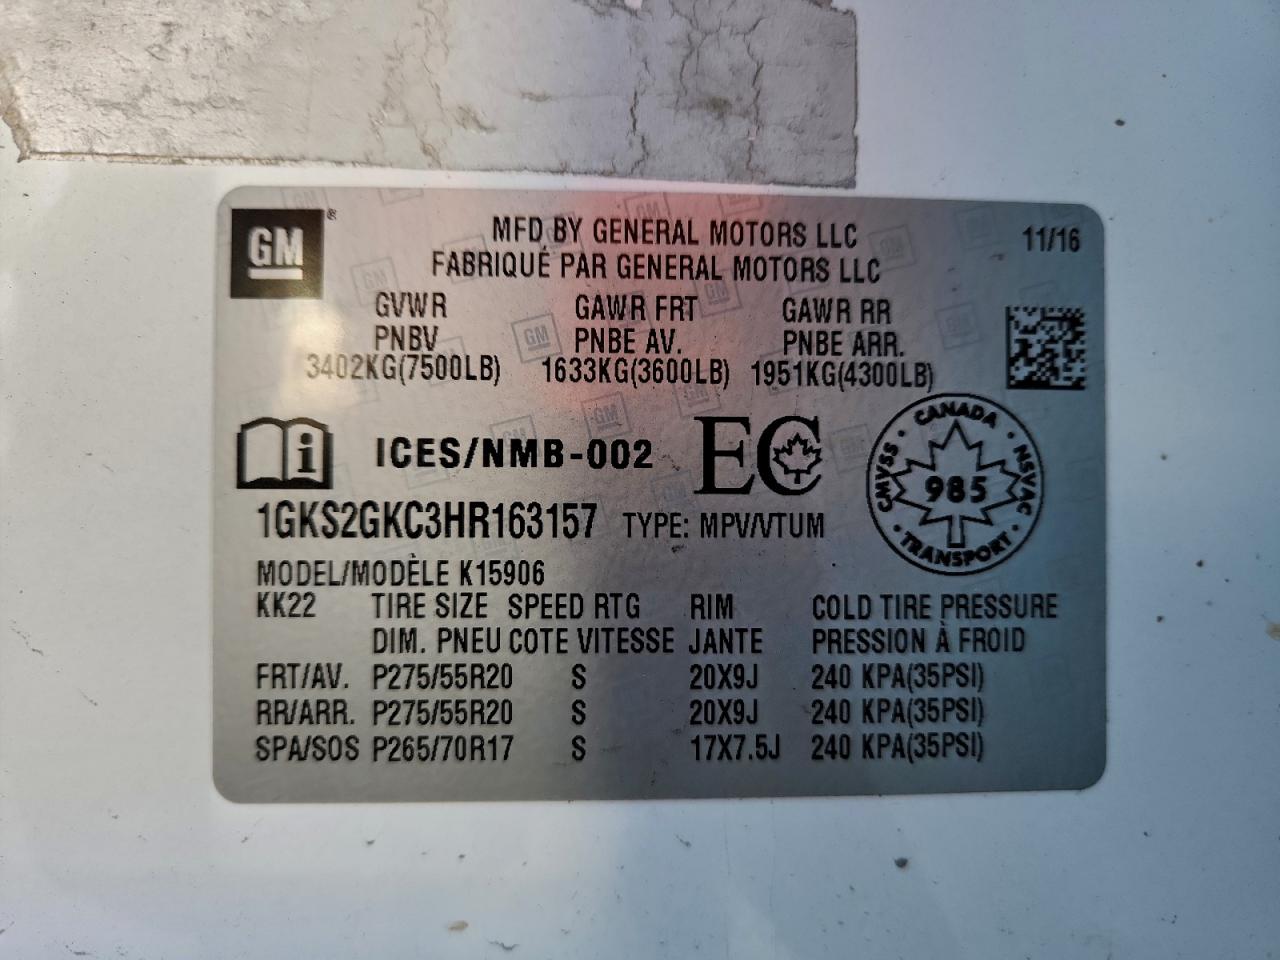 GM®
MFD BY GENERAL MOTORS LLC 11/16
FABRIQUÉ PAR GENERAL MOTORS LLC
GVWR GAWR FRT GAWR RR
PNBV PNBE AV. PNBE ARR.
3402KG(7500LB) 1633KG(3600LB) 1951KG(4300LB)
ICES/NMB-002 EC
CANADA
CMVSS 985 NSVAC
TRANSPORT
1GKS2GKC3HR163157 TYPE: MPV/VTUM
MODEL/MODÈLE K15906
KK22 TIRE SIZE SPEED RTG RIM COLD TIRE PRESSURE
DIM. PNEU COTE VITESSE JANTE PRESSION À FROID
FRT/AV. P275/55R20 S 20X9J 240 KPA(35PSI)
RR/ARR. P275/55R20 S 20X9J 240 KPA(35PSI)
SPA/SOS P265/70R17 S 17X7.5J 240 KPA(35PSI)